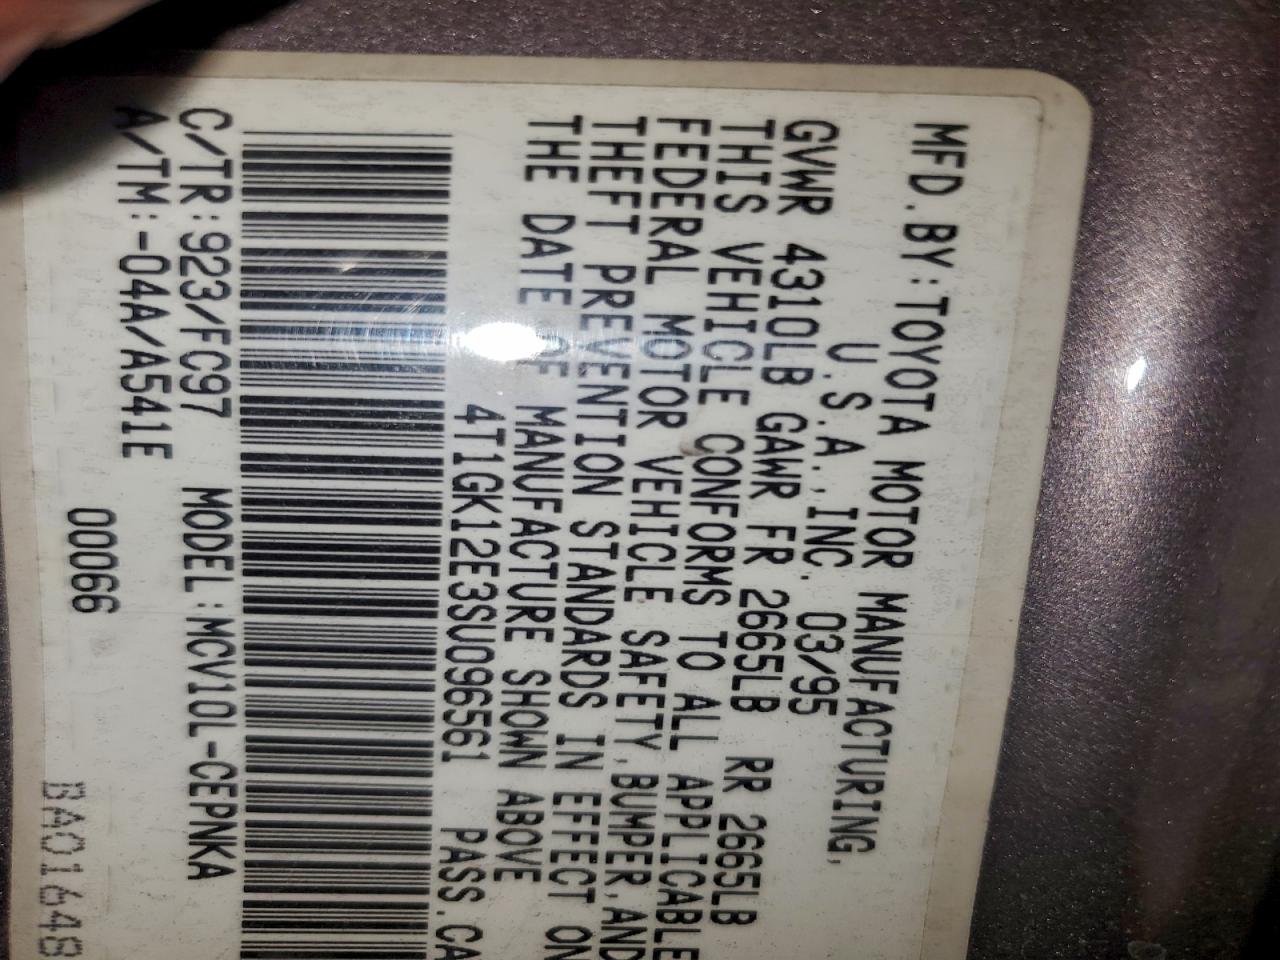 MFD.BY:TOYOTA MOTOR MANUFACTURING,
U.S.A.,INC. 03/95
GVWR 4310LB GAWR FR 2665LB RR 2665LB
THIS VEHICLE CONFORMS TO ALL APPLICABLE
FEDERAL MOTOR VEHICLE SAFETY,BUMPER,AND
THEFT PREVENTION STANDARDS IN EFFECT ON
THE DATE OF MANUFACTURE SHOWN ABOVE
4T1GK12E3SU096561 PASS.CA
C/TR:923/FC97 MODEL:MCV10L-CEPNKA
A/TM:-04A/A541E
00066
BA01648